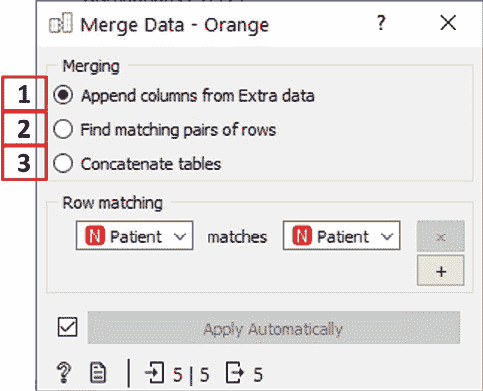 Merge Data - Orange ? ×
Merging
1 Append columns from Extra data
2 Find matching pairs of rows
3 Concatenate tables
Row matching
N Patient matches N Patient ×
+
Apply Automatically
? 5 | 5 5